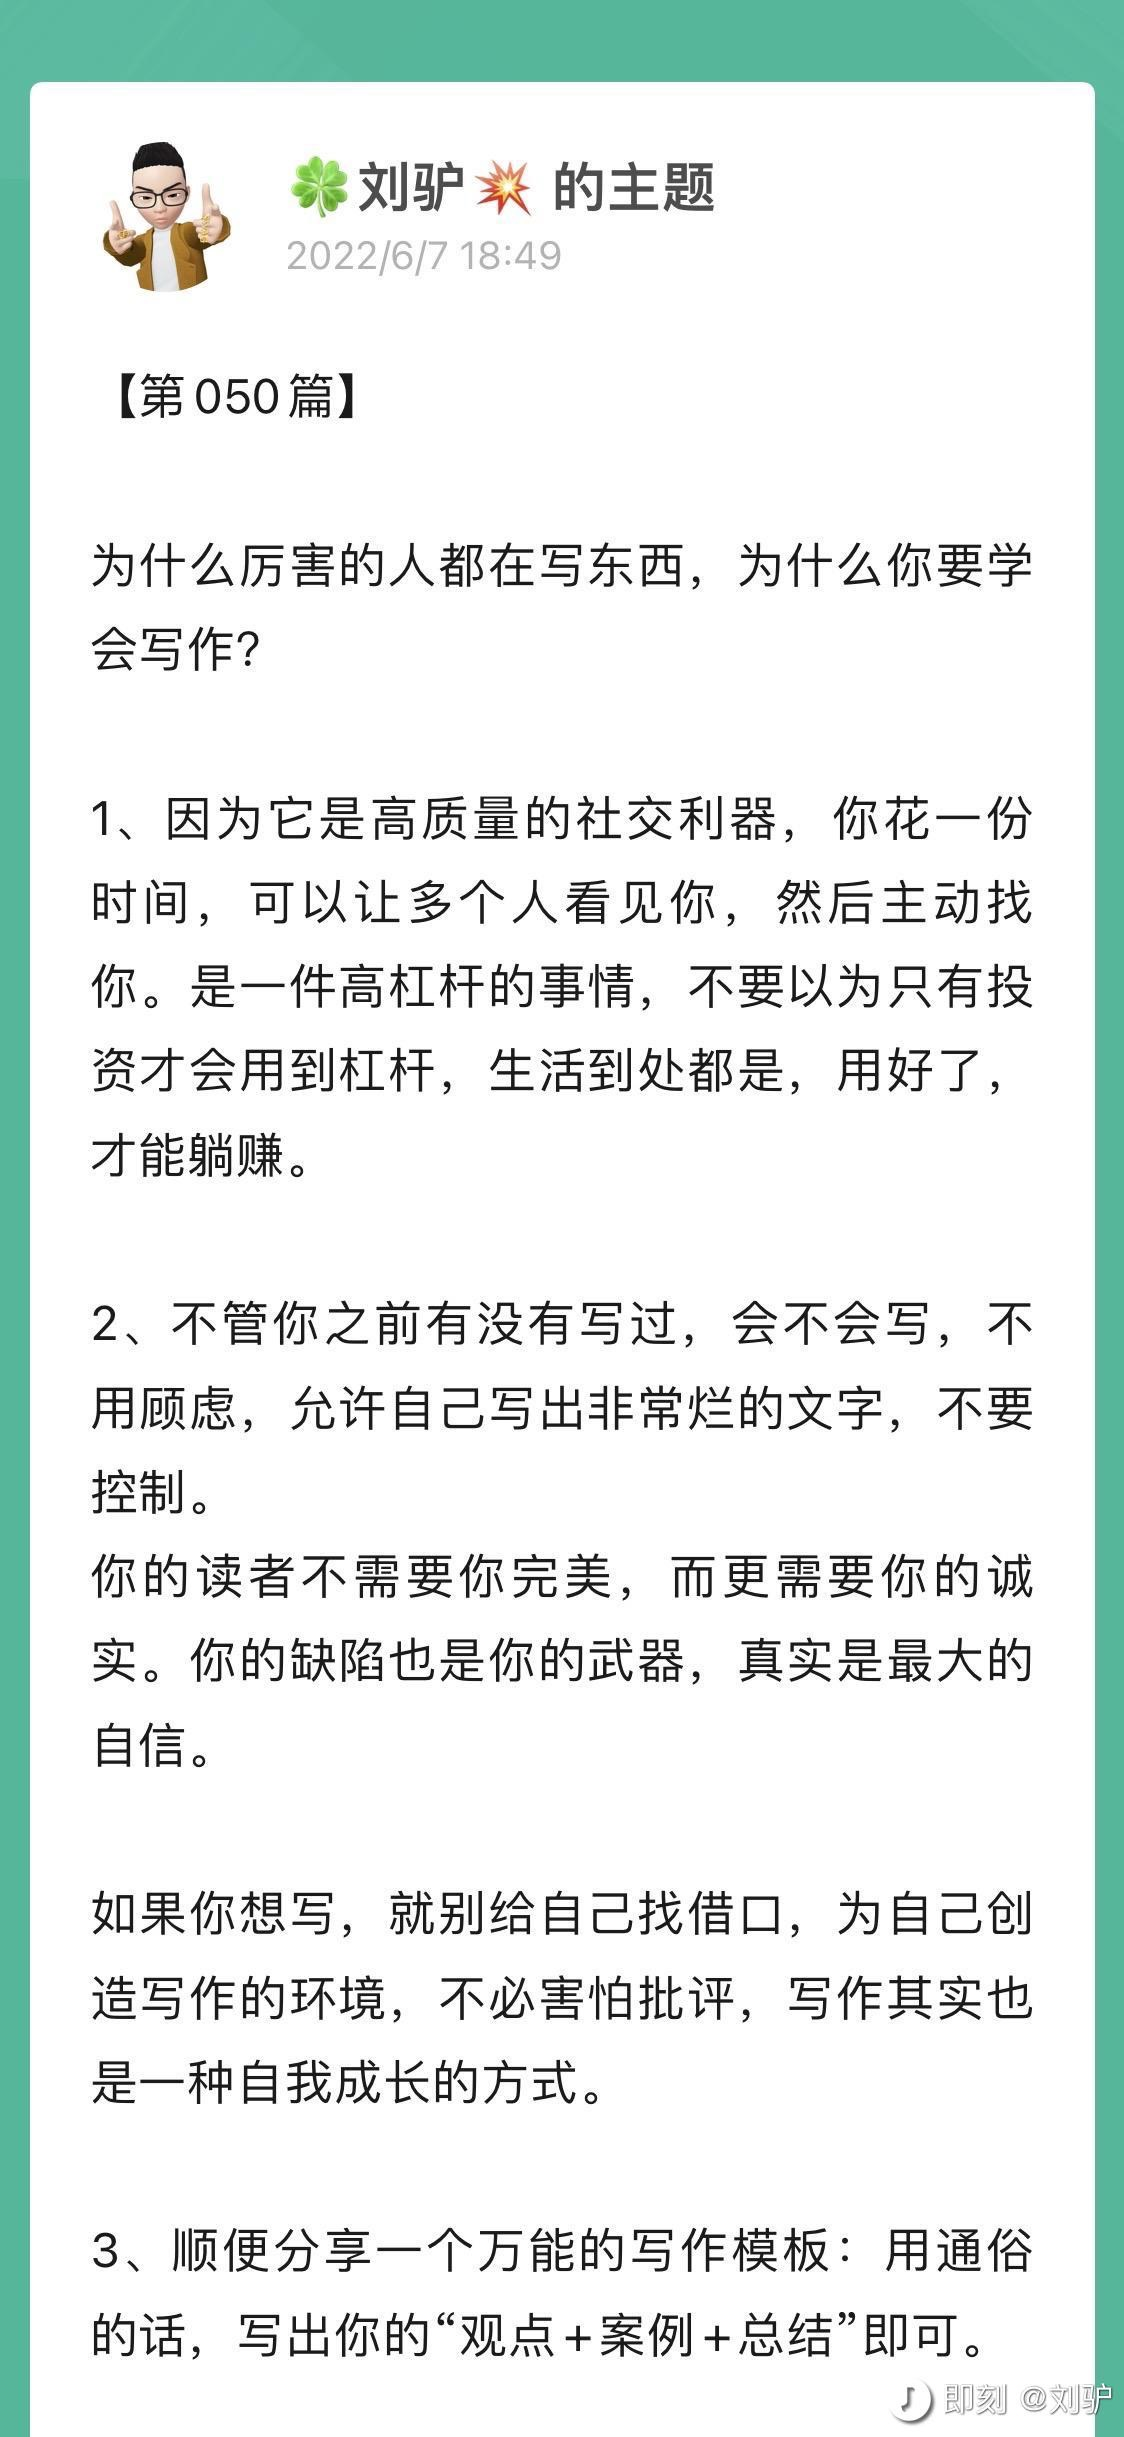 🍀刘驴💥 的主题
2022/6/7 18:49
【第050篇】
为什么厉害的人都在写东西，为什么你要学
会写作？
1、因为它是高质量的社交利器，你花一份
时间，可以让多个人看见你，然后主动找
你。是一件高杠杆的事情，不要以为只有投
资才会用到杠杆，生活到处都是，用好了，
才能躺赚。
2、不管你之前有没有写过，会不会写，不
用顾虑，允许自己写出非常烂的文字，不要
控制。
你的读者不需要你完美，而更需要你的诚
实。你的缺陷也是你的武器，真实是最大的
自信。
如果你想写，就别给自己找借口，为自己创
造写作的环境，不必害怕批评，写作其实也
是一种自我成长的方式。
3、顺便分享一个万能的写作模板：用通俗
的话，写出你的“观点+案例+总结”即可。
即刻 @刘驴